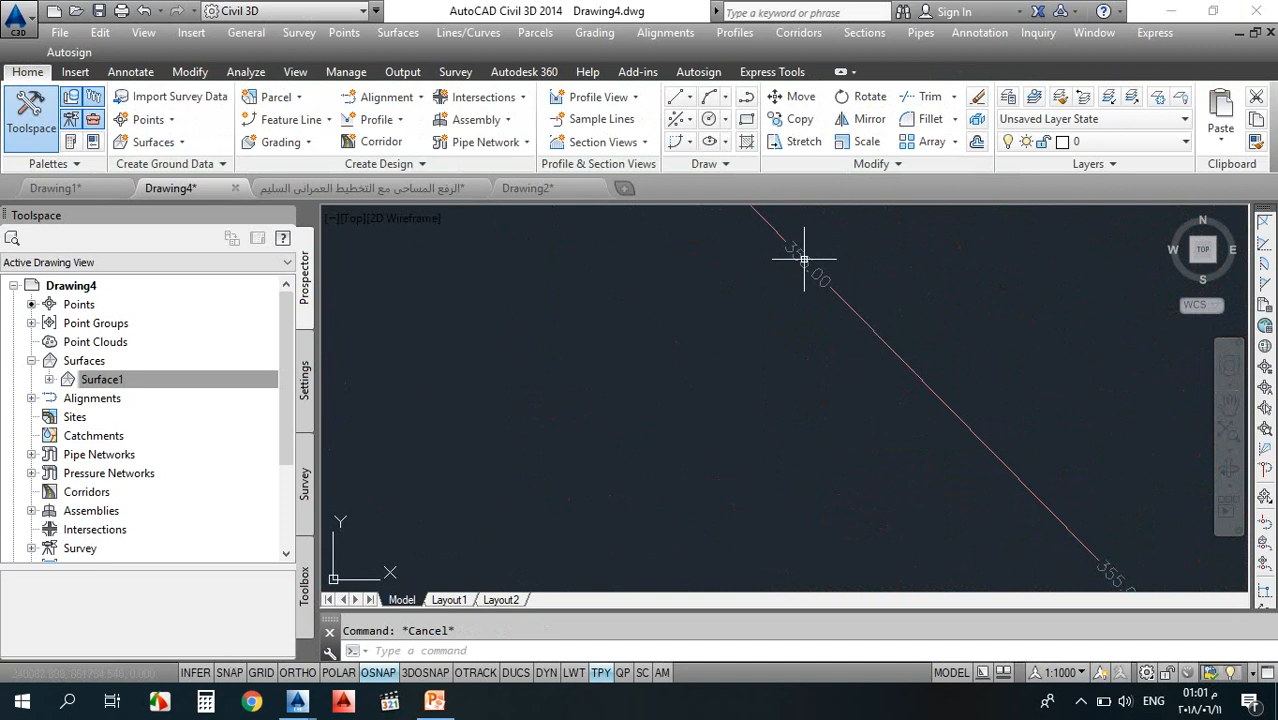 C3D
Civil 3D
AutoCAD Civil 3D 2014 Drawing4.dwg
Type a keyword or phrase
Sign In
File Edit View Insert General Survey Points Surfaces Lines/Curves Parcels Grading Alignments Profiles Corridors Sections Pipes Annotation Inquiry Window Express
Autosign
Home Insert Annotate Modify Analyze View Manage Output Survey Autodesk 360 Help Add-ins Autosign Express Tools
Import Survey Data Parcel Alignment Intersections Profile View Move Rotate Trim
Toolspace Points Feature Line Profile Assembly Sample Lines Copy Mirror Fillet Unsaved Layer State Paste
Surfaces Grading Corridor Pipe Network Section Views Stretch Scale Array 0
Palettes Create Ground Data Create Design Profile & Section Views Draw Modify Layers Clipboard
Drawing1* Drawing4* الرفع المساحى مع التخطيط العمرانى السليم* Drawing2*
Toolspace
Active Drawing View
Drawing4
Points
Point Groups
Point Clouds
Surfaces
Surface1
Alignments
Sites
Catchments
Pipe Networks
Pressure Networks
Corridors
Assemblies
Intersections
Survey
Prospector
Settings
Survey
Toolbox
[−][Top][2D Wireframe]
N
W TOP E
S
WCS
Y
X
Model Layout1 Layout2
Command: *Cancel*
Type a command
INFER SNAP GRID ORTHO POLAR OSNAP 3DOSNAP OTRACK DUCS DYN LWT TPY QP SC AM MODEL 1:1000
321
ENG
01:01 م
٢٠١٨/٠٦/١١